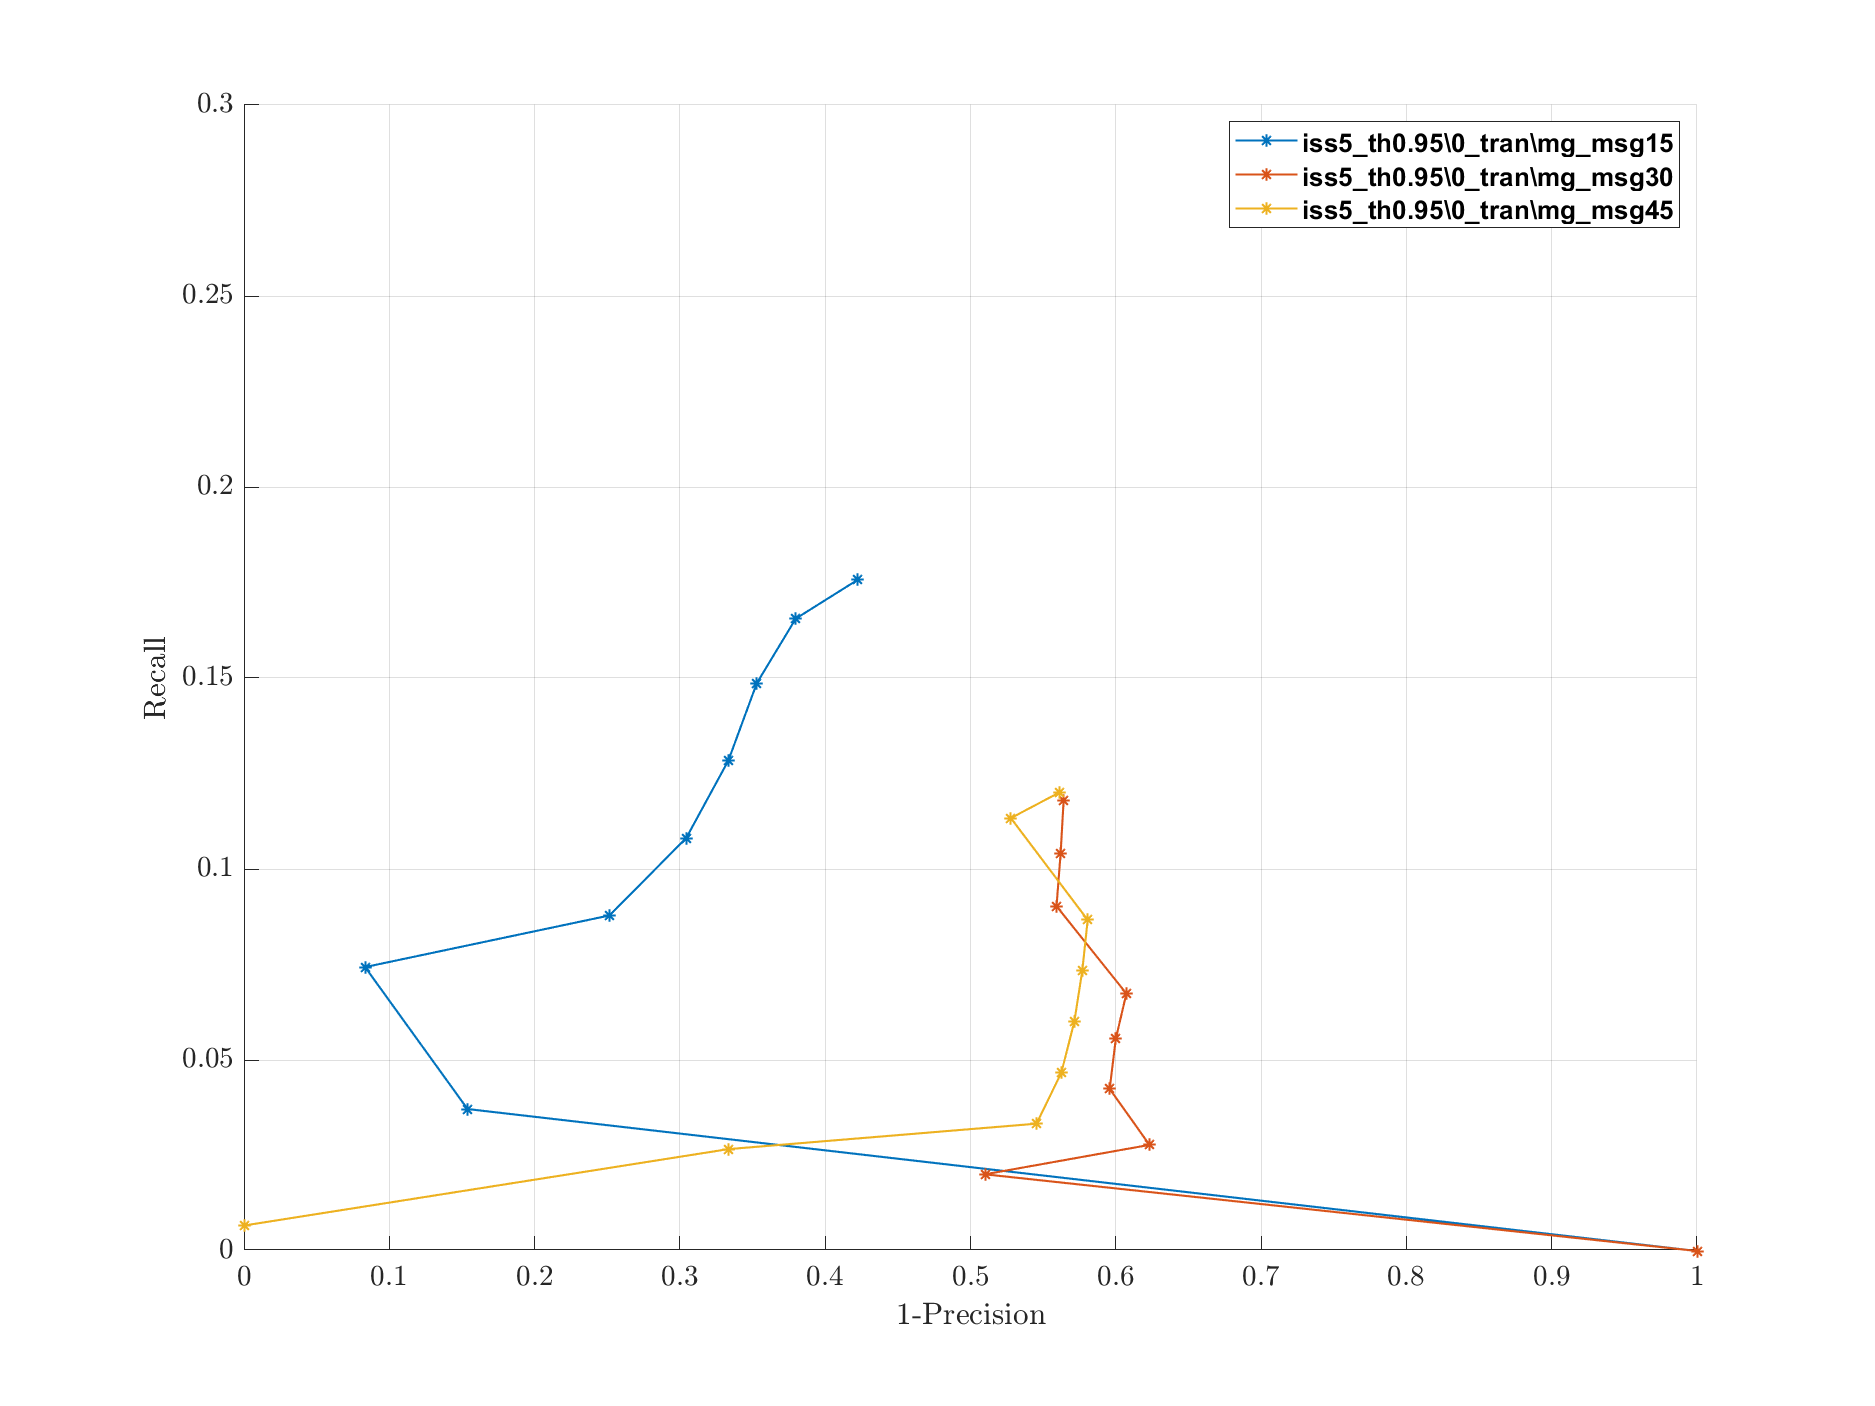 0.3
0.25
0.2
0.15
0.1
0.05
0
Recall
iss5_th0.95\0_tran\mg_msg15
iss5_th0.95\0_tran\mg_msg30
iss5_th0.95\0_tran\mg_msg45
0 0.1 0.2 0.3 0.4 0.5 0.6 0.7 0.8 0.9 1
1-Precision